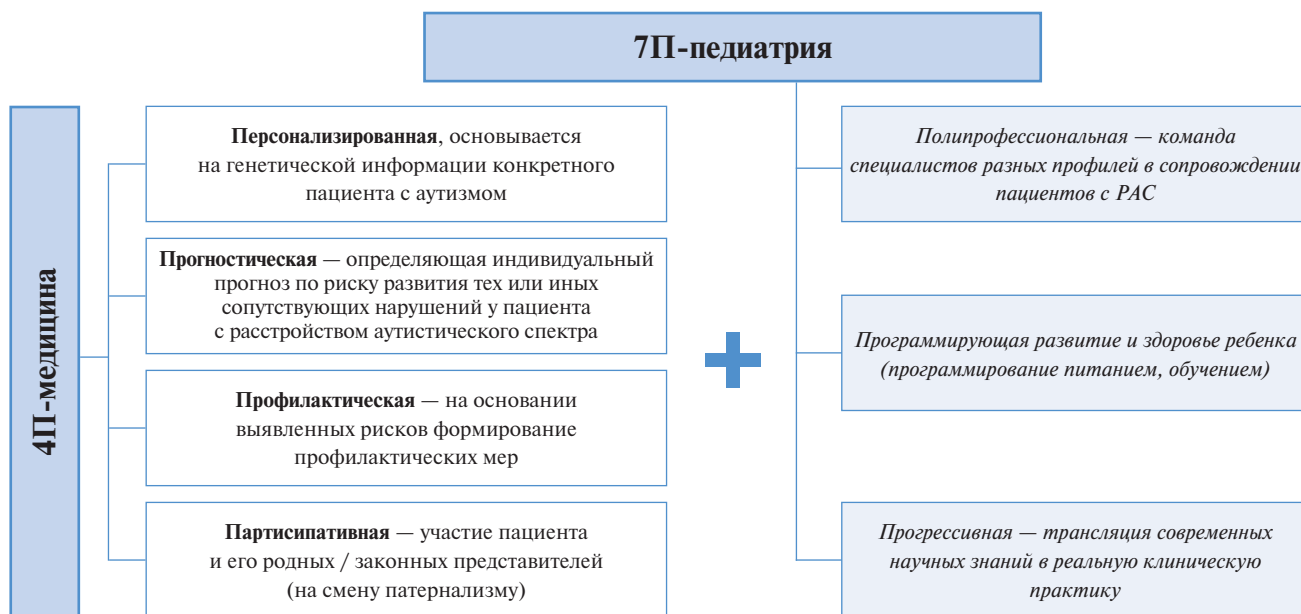 7П-педиатрия
4П-медицина
Персонализированная, основывается
на генетической информации конкретного
пациента с аутизмом
Прогностическая — определяющая индивидуальный
прогноз по риску развития тех или иных
сопутствующих нарушений у пациента
с расстройством аутистического спектра
Профилактическая — на основании
выявленных рисков формирование
профилактических мер
Партисипативная — участие пациента
и его родных / законных представителей
(на смену патернализму)
Полипрофессиональная — команда
специалистов разных профилей в сопровождении
пациентов с РАС
Программирующая развитие и здоровье ребенка
(программирование питанием, обучением)
Прогрессивная — трансляция современных
научных знаний в реальную клиническую
практику